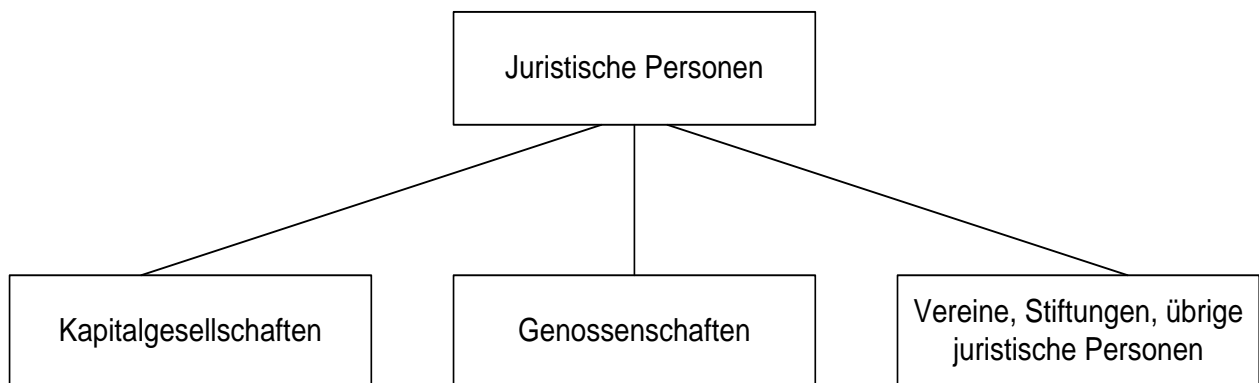 Juristische Personen
Kapitalgesellschaften
Genossenschaften
Vereine, Stiftungen, übrige
juristische Personen